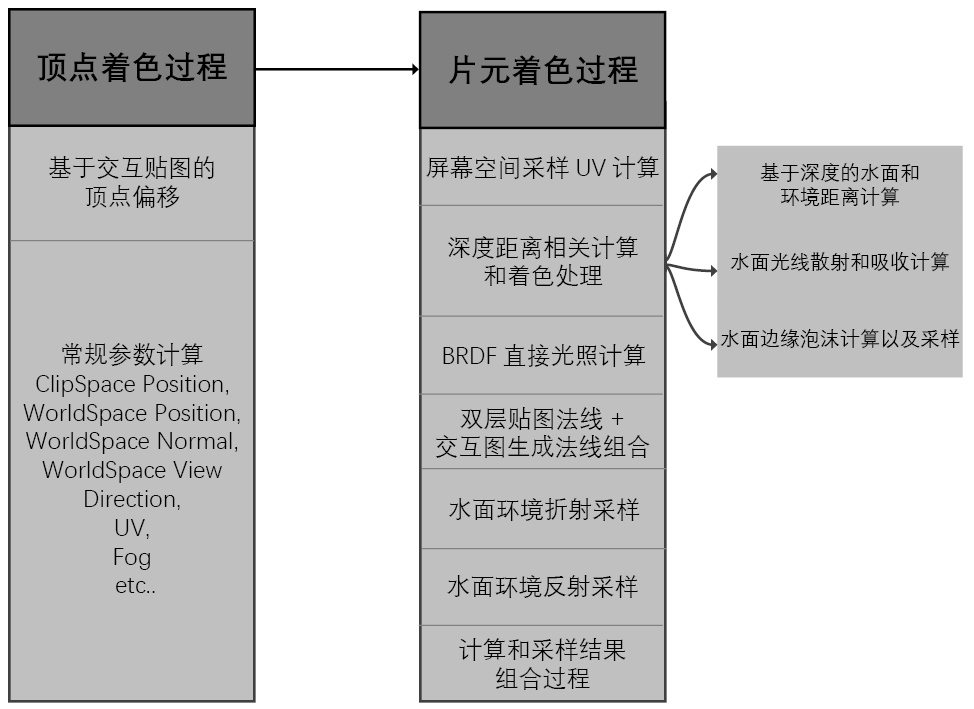 顶点着色过程
基于交互贴图的
顶点偏移
常规参数计算
ClipSpace Position,
WorldSpace Position,
WorldSpace Normal,
WorldSpace View
Direction,
UV,
Fog
etc..
片元着色过程
屏幕空间采样 UV 计算
深度距离相关计算
和着色处理
BRDF 直接光照计算
双层贴图法线 +
交互图生成法线组合
水面环境折射采样
水面环境反射采样
计算和采样结果
组合过程
基于深度的水面和
环境距离计算
水面光线散射和吸收计算
水面边缘泡沫计算以及采样